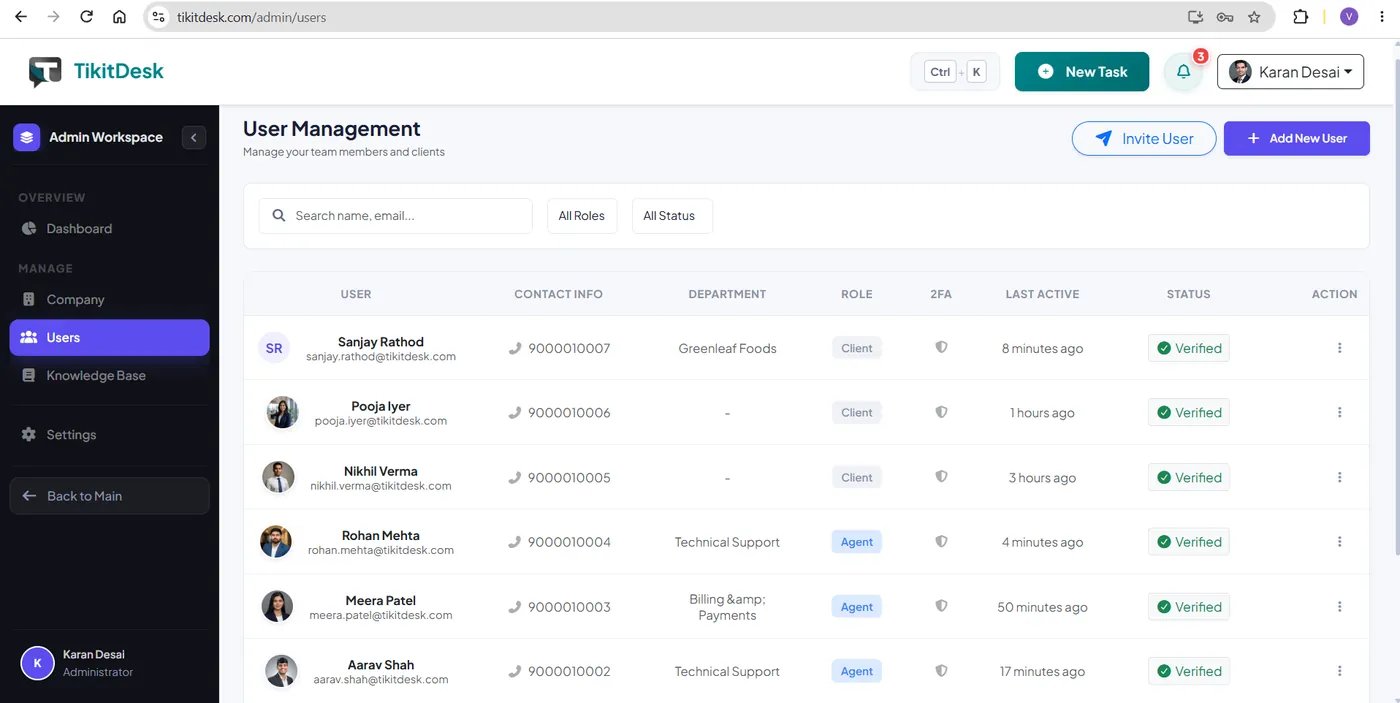 tikitdesk.com/admin/users
V
TikitDesk
Ctrl + K
New Task
3
Karan Desai
Admin Workspace
OVERVIEW
Dashboard
MANAGE
Company
Users
Knowledge Base
Settings
Back to Main
K
Karan Desai
Administrator
User Management
Manage your team members and clients
Invite User
+ Add New User
Search name, email...
All Roles
All Status
USER CONTACT INFO DEPARTMENT ROLE 2FA LAST ACTIVE STATUS ACTION
SR Sanjay Rathod
sanjay.rathod@tikitdesk.com
9000010007 Greenleaf Foods Client 8 minutes ago Verified
Pooja Iyer
pooja.iyer@tikitdesk.com
9000010006 - Client 1 hours ago Verified
Nikhil Verma
nikhil.verma@tikitdesk.com
9000010005 - Client 3 hours ago Verified
Rohan Mehta
rohan.mehta@tikitdesk.com
9000010004 Technical Support Agent 4 minutes ago Verified
Meera Patel
meera.patel@tikitdesk.com
9000010003 Billing &amp;
Payments
Agent 50 minutes ago Verified
Aarav Shah
aarav.shah@tikitdesk.com
9000010002 Technical Support Agent 17 minutes ago Verified